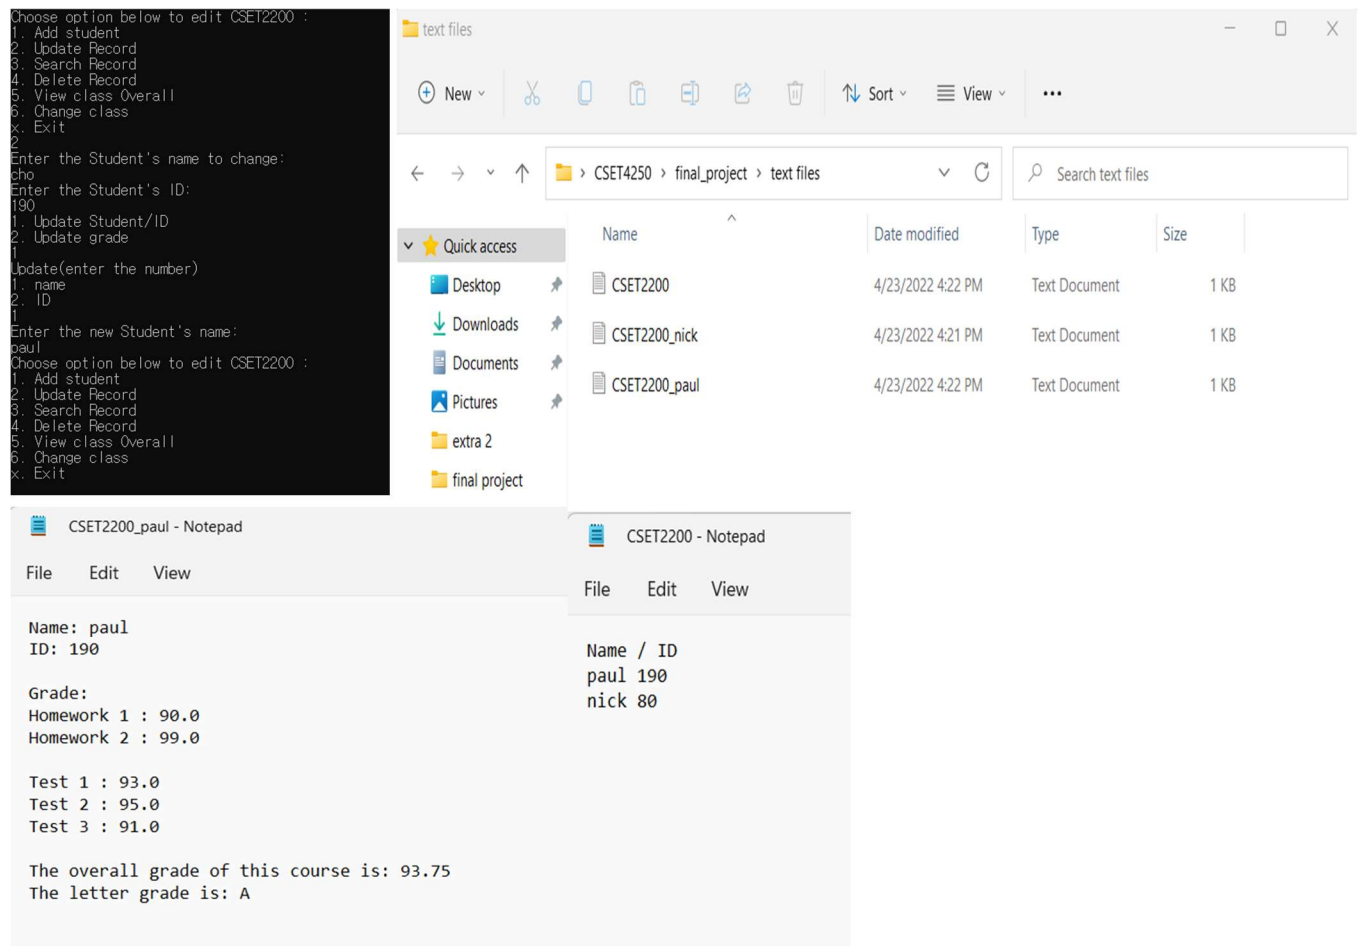 Choose option below to edit CSET2200 :
1. Add student
2. Update Record
3. Search Record
4. Delete Record
5. View class Overall
6. Change class
x. Exit
2
Enter the Student's name to change:
cho
Enter the Student's ID:
190
1. Update Student/ID
2. Update grade
1
Update(enter the number)
1. name
2. ID
1
Enter the new Student's name:
paul
Choose option below to edit CSET2200 :
1. Add student
2. Update Record
3. Search Record
4. Delete Record
5. View class Overall
6. Change class
x. Exit
text files
New Sort View
CSET4250 > final_project > text files
Search text files
Quick access
Desktop
Downloads
Documents
Pictures
extra 2
final project
Name Date modified Type Size
CSET2200 4/23/2022 4:22 PM Text Document 1 KB
CSET2200_nick 4/23/2022 4:21 PM Text Document 1 KB
CSET2200_paul 4/23/2022 4:22 PM Text Document 1 KB
CSET2200_paul - Notepad
File Edit View
Name: paul
ID: 190
Grade:
Homework 1 : 90.0
Homework 2 : 99.0
Test 1 : 93.0
Test 2 : 95.0
Test 3 : 91.0
The overall grade of this course is: 93.75
The letter grade is: A
CSET2200 - Notepad
File Edit View
Name / ID
paul 190
nick 80